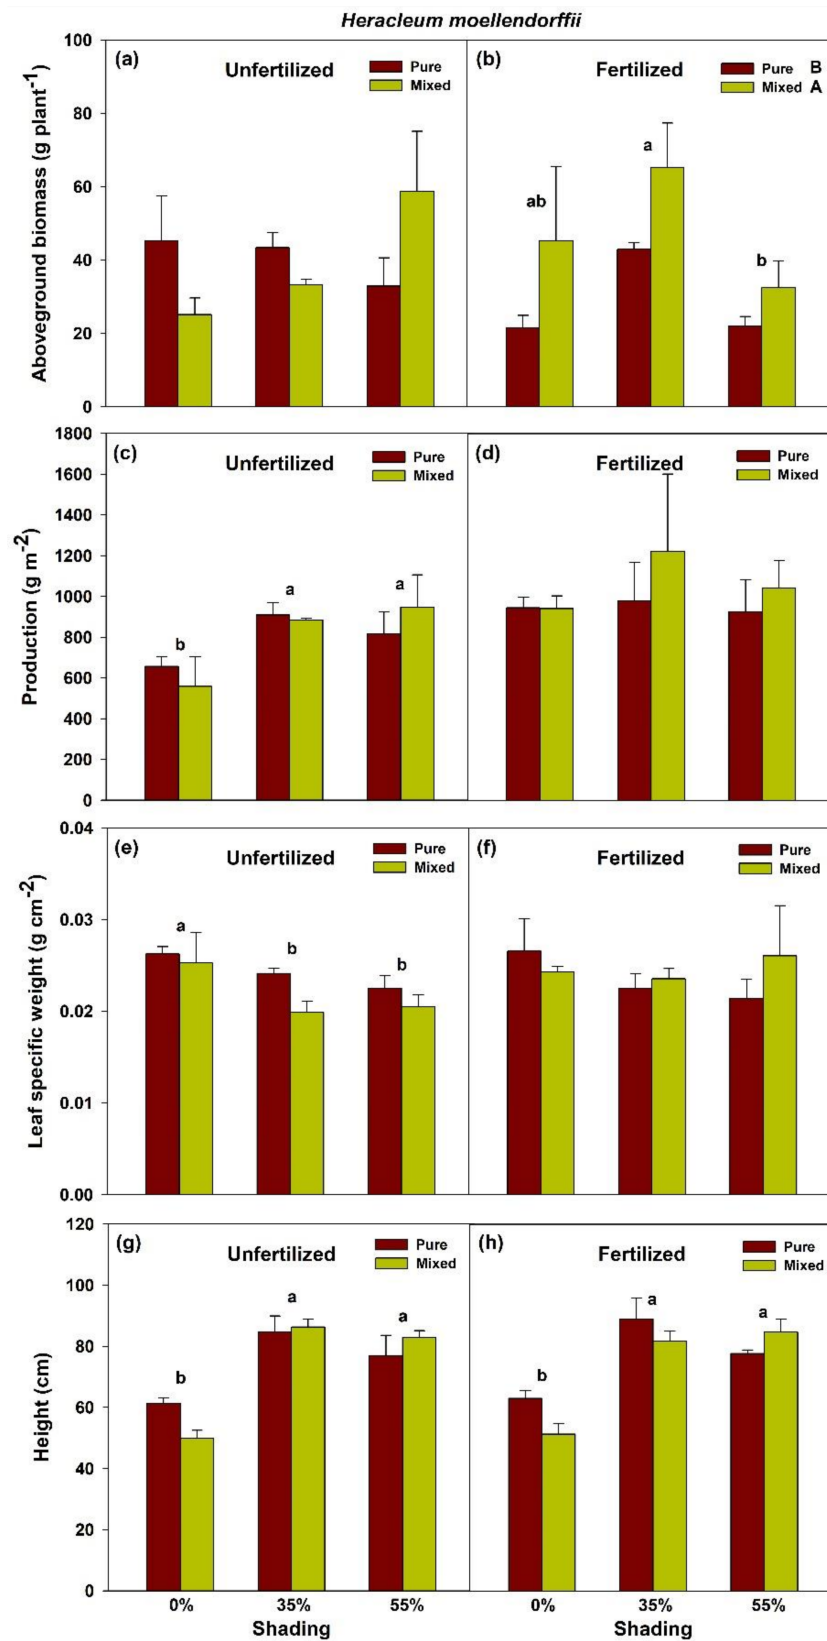 Heracleum moellendorffii
Aboveground biomass (g plant-1)
100
80
60
40
20
0
(a)
Unfertilized
Pure
Mixed
(b)
Fertilized
Pure B
Mixed A
ab
a
b
Production (g m-2)
1800
1600
1400
1200
1000
800
600
400
200
0
(c)
Unfertilized
Pure
Mixed
b
a
a
(d)
Fertilized
Pure
Mixed
Leaf specific weight (g cm-2)
0.04
0.03
0.02
0.01
0.00
(e)
Unfertilized
Pure
Mixed
a
b
b
(f)
Fertilized
Pure
Mixed
Height (cm)
120
100
80
60
40
20
0
(g)
Unfertilized
Pure
Mixed
b
a
a
(h)
Fertilized
Pure
Mixed
b
a
a
0% 35% 55% 0% 35% 55%
Shading Shading